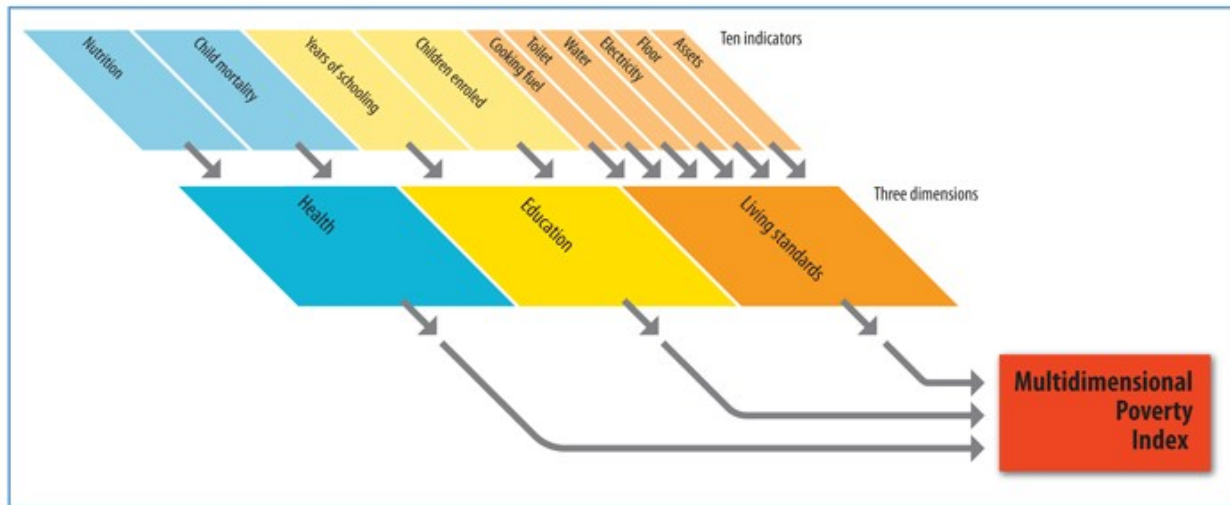 Nutrition
Child mortality
Years of schooling
Children enroled
Cooking fuel
Toilet
Water
Electricity
Floor
Assets
Ten indicators
Health
Education
Living standards
Three dimensions
Multidimensional
Poverty
Index